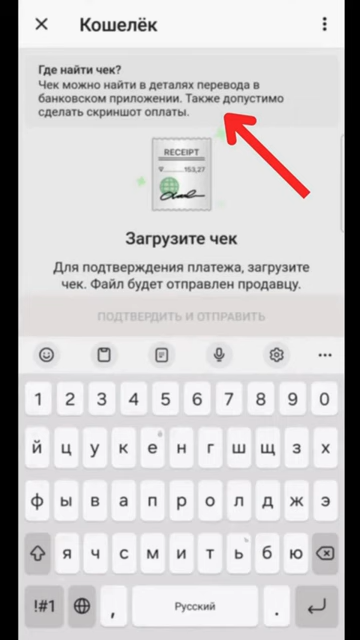 Кошелёк
Где найти чек?
Чек можно найти в деталях перевода в
банковском приложении. Также допустимо
сделать скриншот оплаты.
RECEIPT
153,27
Загрузите чек
Для подтверждения платежа, загрузите
чек. Файл будет отправлен продавцу.
ПОДТВЕРДИТЬ И ОТПРАВИТЬ
1 2 3 4 5 6 7 8 9 0
й ц у к е н г ш щ з х
ф ы в а п р о л д ж э
я ч с м и т ь б ю
!#1 , Русский .